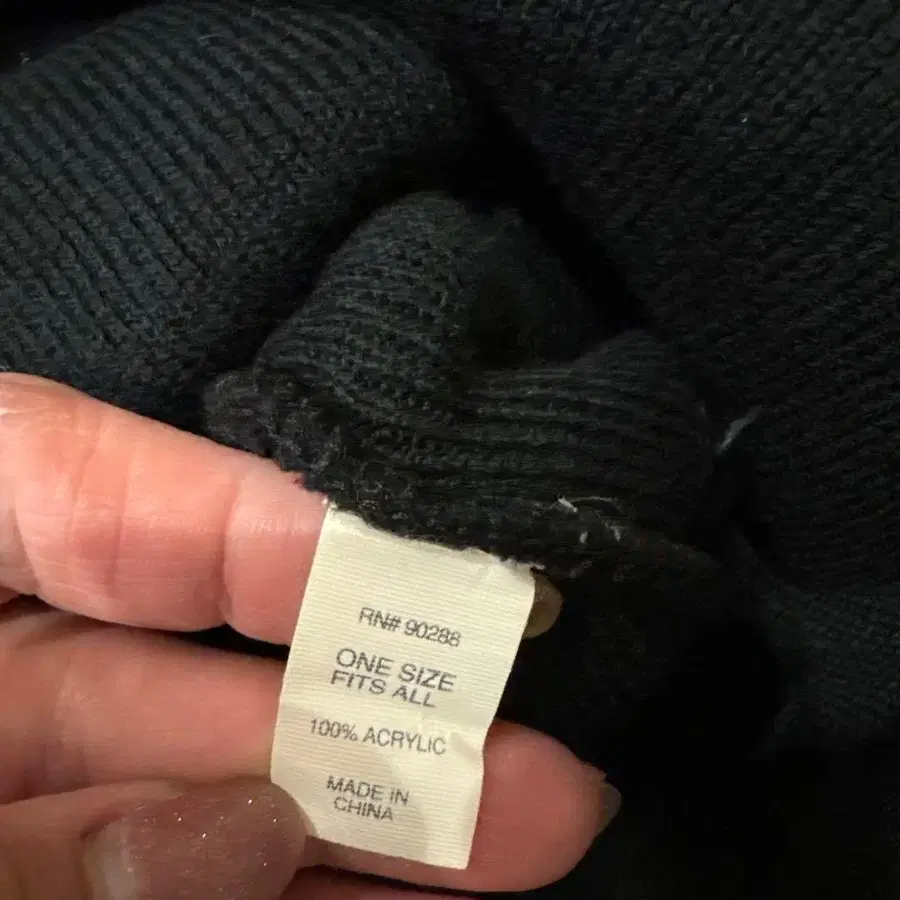 RN# 90288
ONE SIZE
FITS ALL
100% ACRYLIC
MADE IN
CHINA